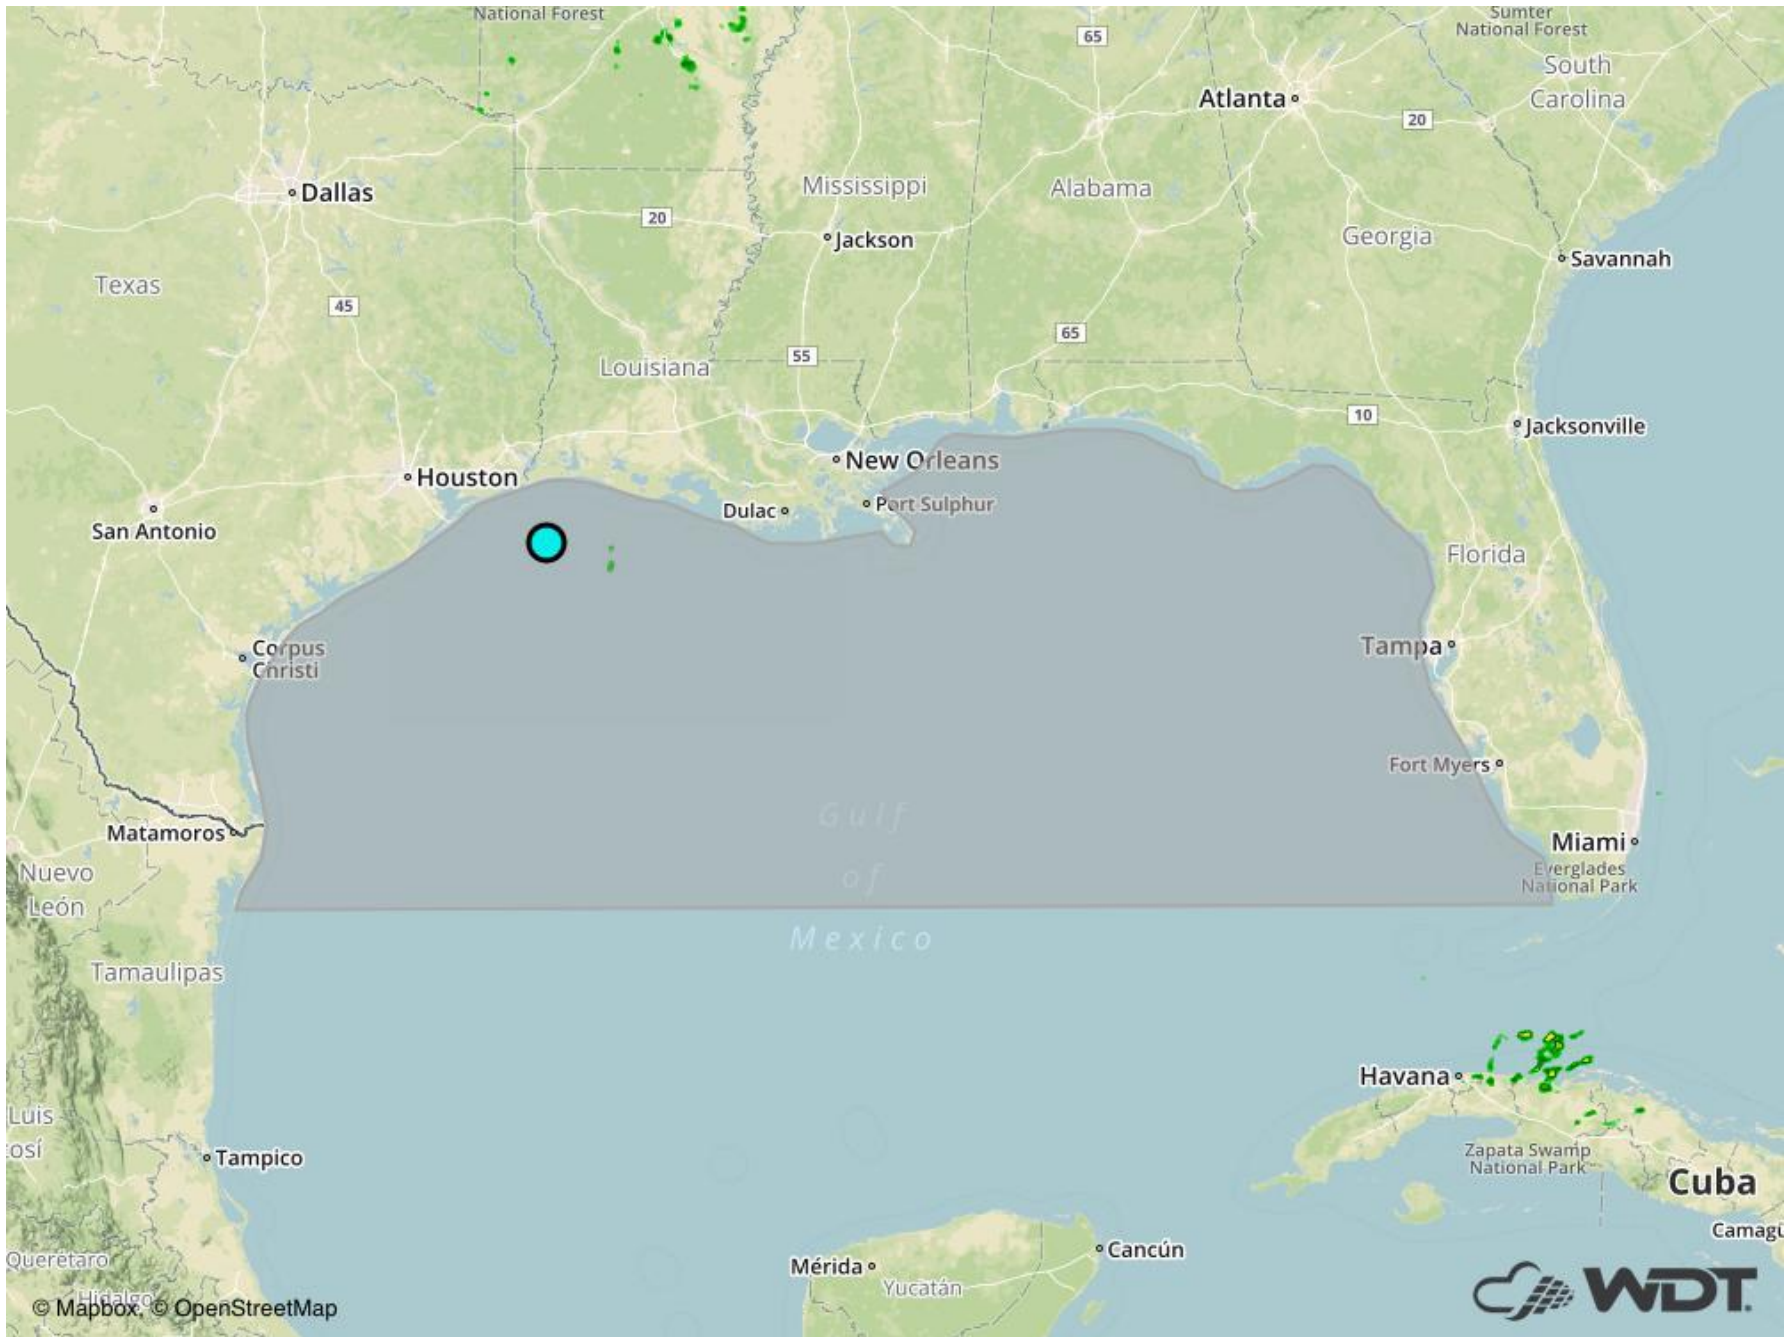 National Forest
Sumter
National Forest
65
South
Carolina
Atlanta
20
Dallas
Mississippi
Alabama
20
Jackson
Georgia
Savannah
Texas
45
65
Louisiana
55
10
Jacksonville
New Orleans
Houston
Dulac
Port Sulphur
San Antonio
Florida
Corpus
Christi
Tampa
Fort Myers
Gulf
of
Mexico
Matamoros
Miami
Everglades
National Park
Nuevo
León
Tamaulipas
Havana
Luis
osí
Tampico
Zapata Swamp
National Park
Cuba
Camagü
Cancún
Querétaro
Mérida
Yucatán
Hidalgo
© Mapbox, © OpenStreetMap
WDT